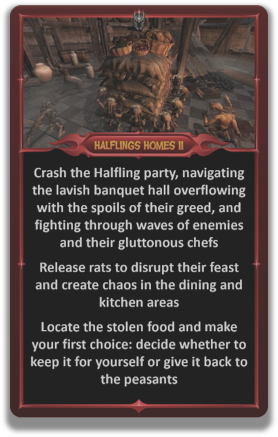 HALFLINGS HOMES II
Crash the Halfling party, navigating
the lavish banquet hall overflowing
with the spoils of their greed, and
fighting through waves of enemies
and their gluttonous chefs
Release rats to disrupt their feast
and create chaos in the dining and
kitchen areas
Locate the stolen food and make
your first choice: decide whether to
keep it for yourself or give it back to
the peasants